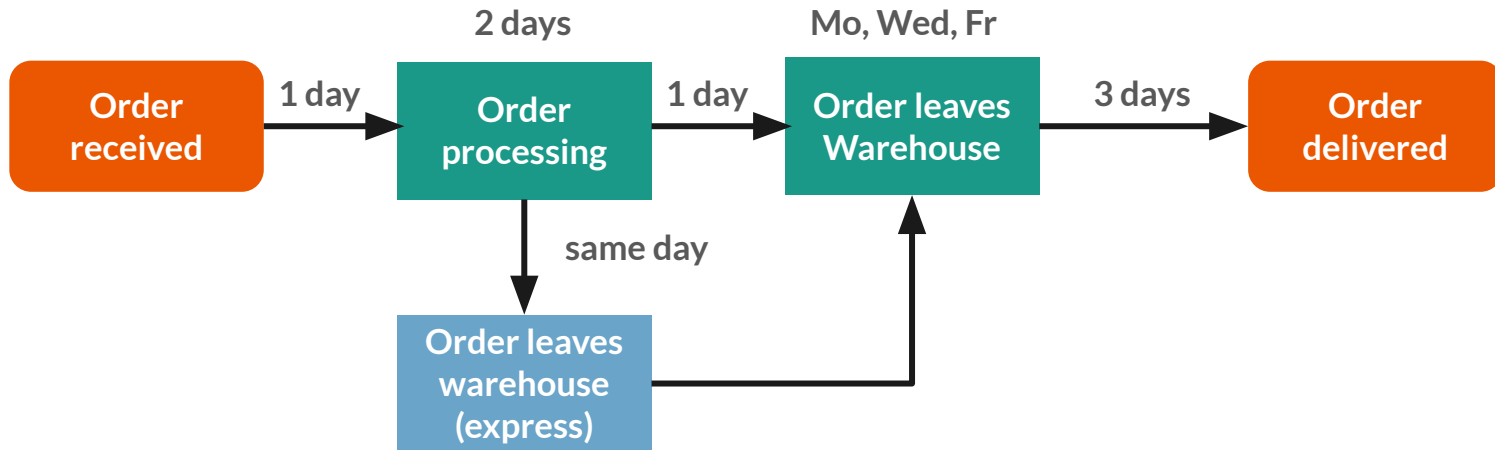 2 days
Mo, Wed, Fr
Order
received
1 day
Order
processing
1 day
Order leaves
Warehouse
3 days
Order
delivered
same day
Order leaves
warehouse
(express)